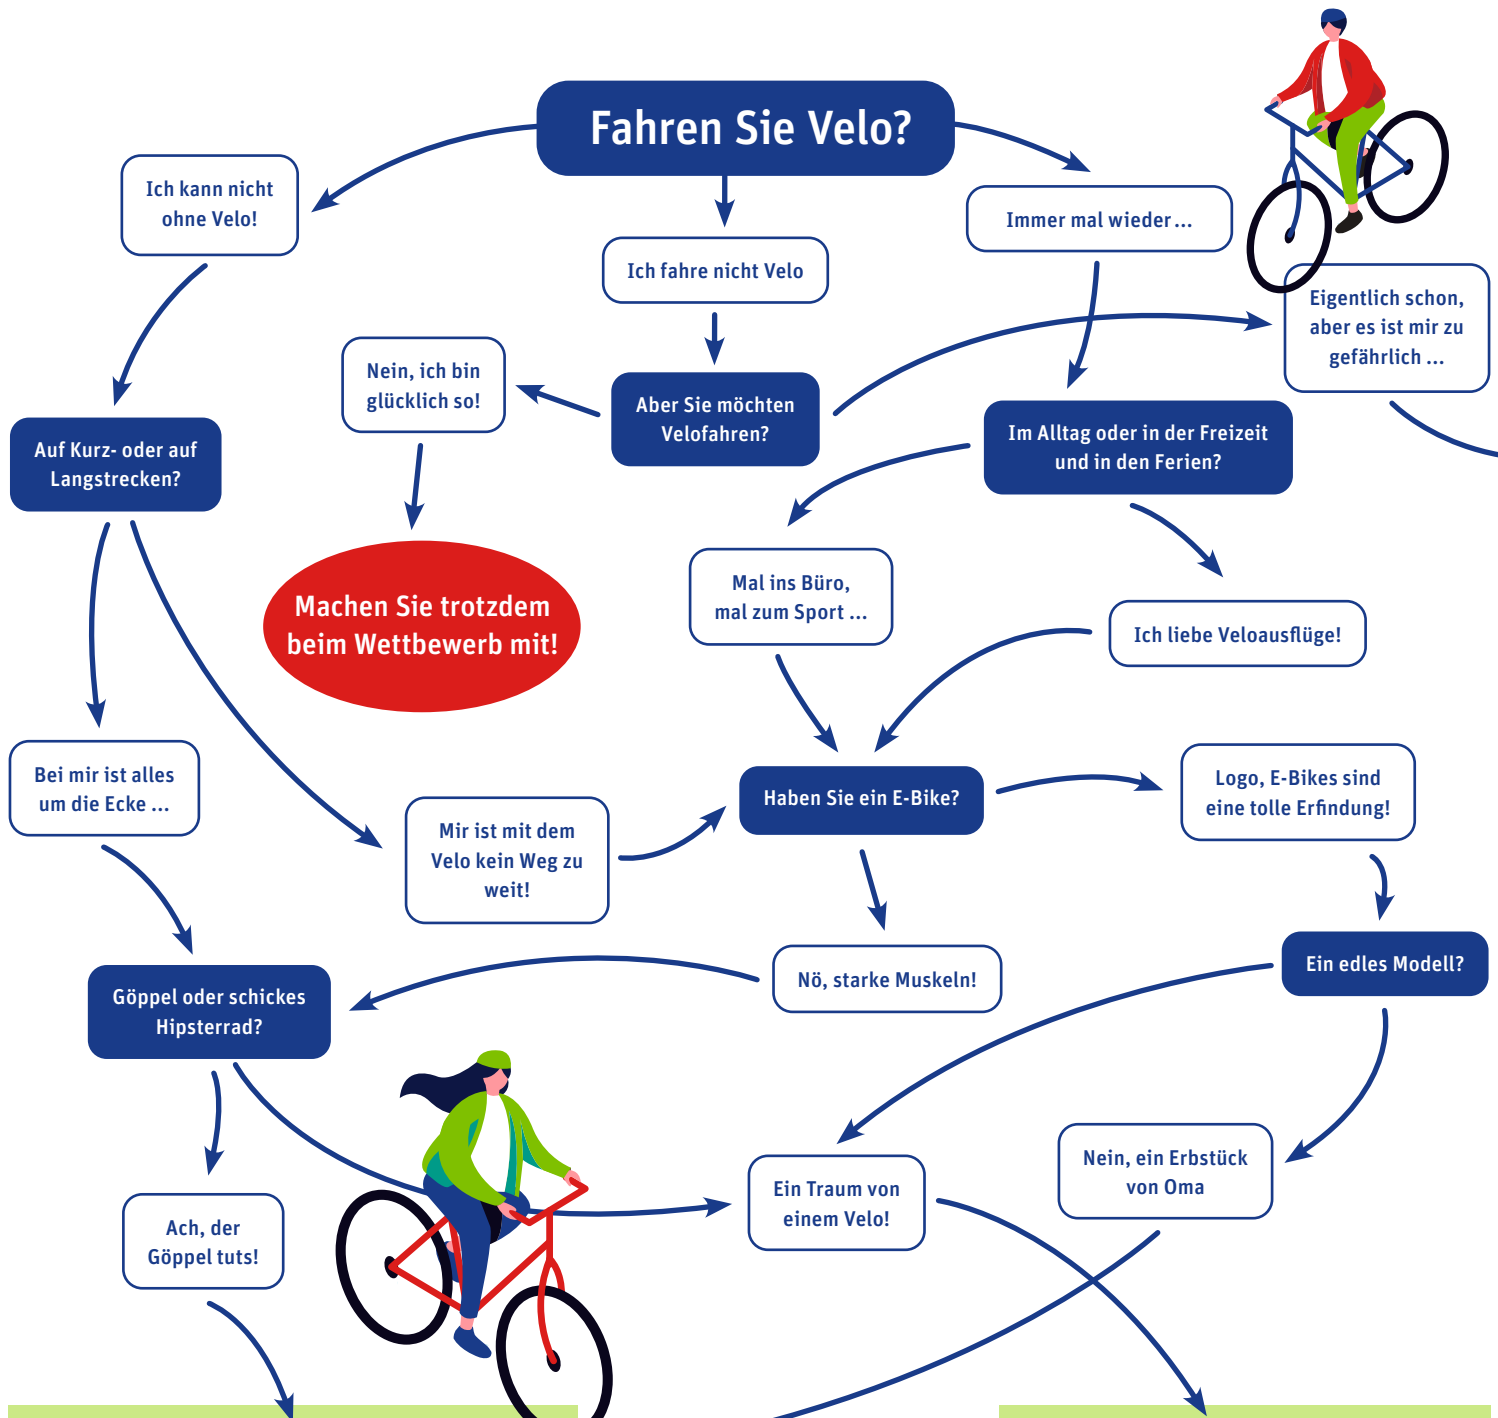 Fahren Sie Velo?
Ich kann nicht
ohne Velo!
Immer mal wieder ...
Ich fahre nicht Velo
Eigentlich schon,
aber es ist mir zu
gefährlich ...
Nein, ich bin
glücklich so!
Aber Sie möchten
Velofahren?
Im Alltag oder in der Freizeit
und in den Ferien?
Auf Kurz- oder auf
Langstrecken?
Machen Sie trotzdem
beim Wettbewerb mit!
Mal ins Büro,
mal zum Sport ...
Ich liebe Veloausflüge!
Bei mir ist alles
um die Ecke ...
Mir ist mit dem
Velo kein Weg zu
weit!
Haben Sie ein E-Bike?
Logo, E-Bikes sind
eine tolle Erfindung!
Nö, starke Muskeln!
Ein edles Modell?
Göppel oder schickes
Hipsterrad?
Ach, der
Göppel tuts!
Ein Traum von
einem Velo!
Nein, ein Erbstück
von Oma